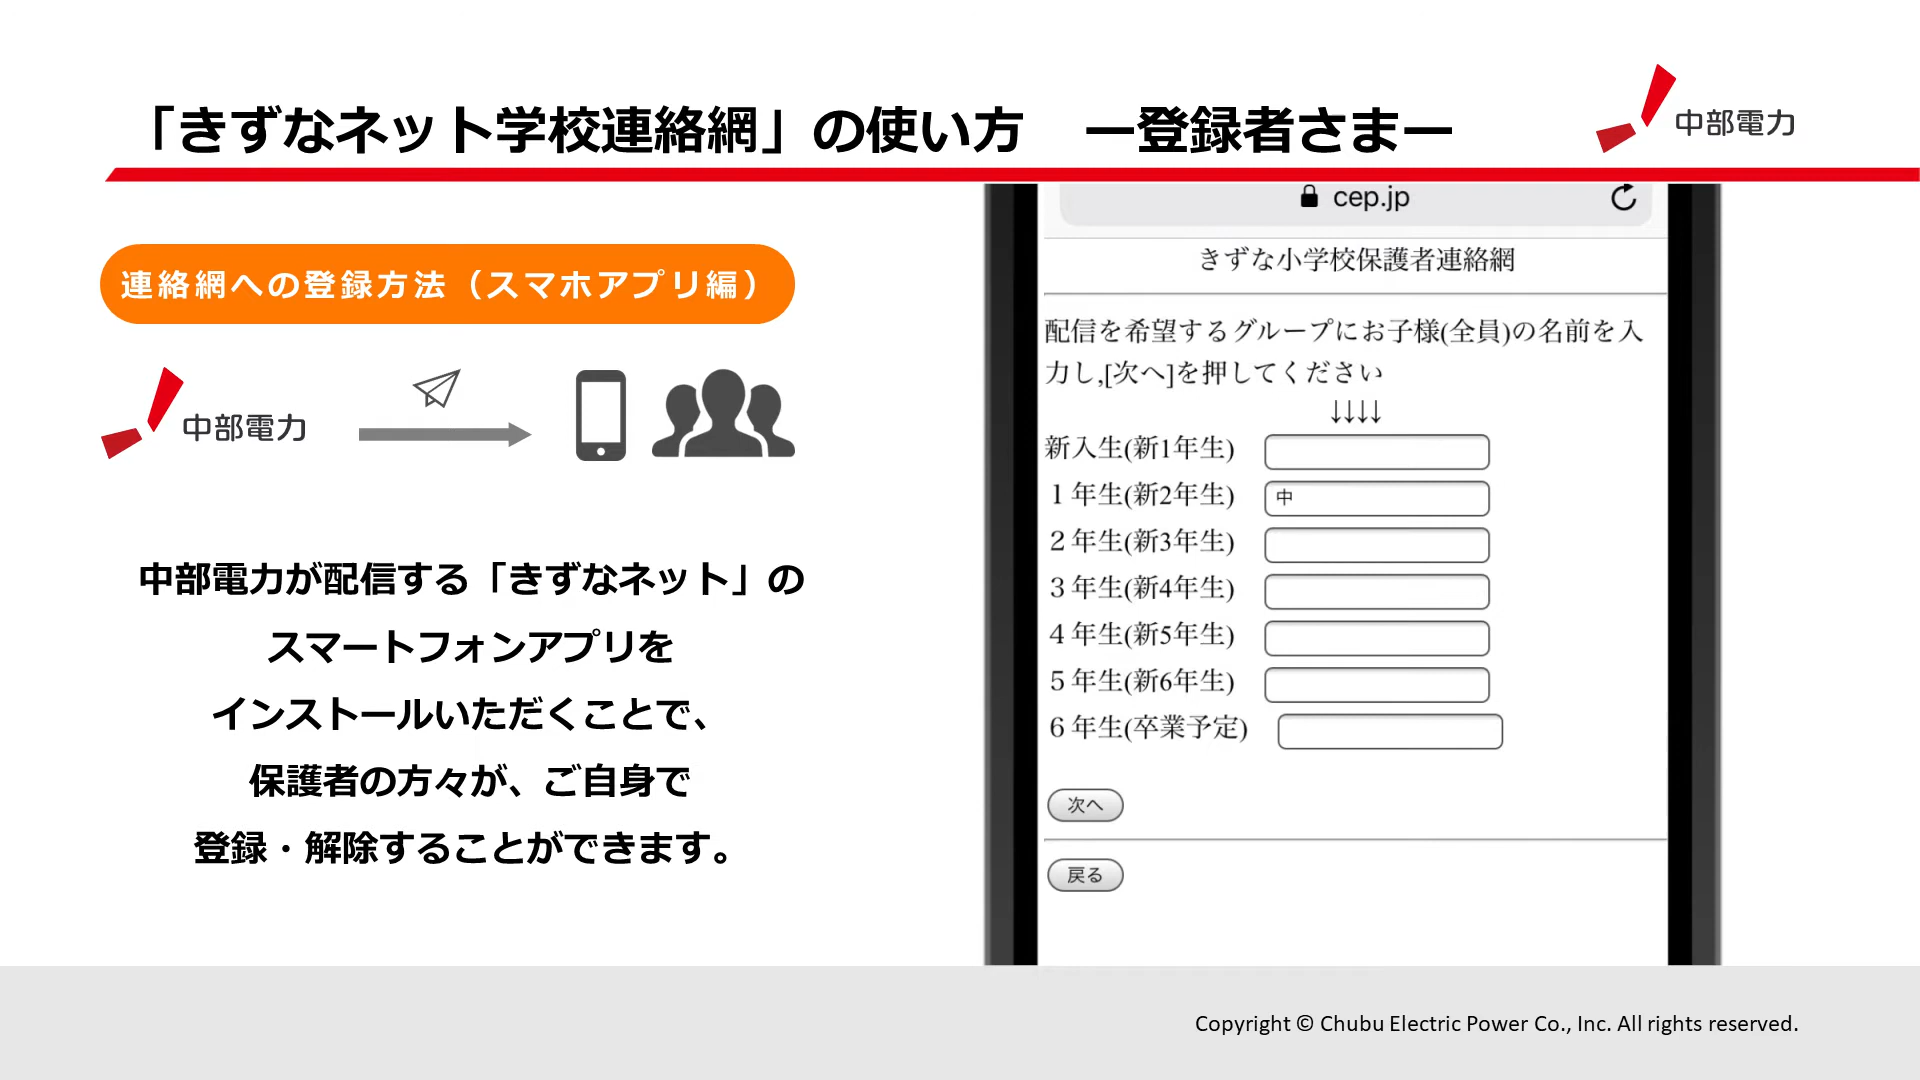 「きずなネット学校連絡網」の使い方　ー登録者さまー
中部電力
連絡網への登録方法（スマホアプリ編）
中部電力
中部電力が配信する「きずなネット」の
スマートフォンアプリを
インストールいただくことで、
保護者の方々が、ご自身で
登録・解除することができます。
cep.jp
きずな小学校保護者連絡網
配信を希望するグループにお子様(全員)の名前を入
力し,[次へ]を押してください
↓↓↓↓
新入生(新1年生)
１年生(新2年生) 中
２年生(新3年生)
３年生(新4年生)
４年生(新5年生)
５年生(新6年生)
６年生(卒業予定)
次へ
戻る
Copyright © Chubu Electric Power Co., Inc. All rights reserved.